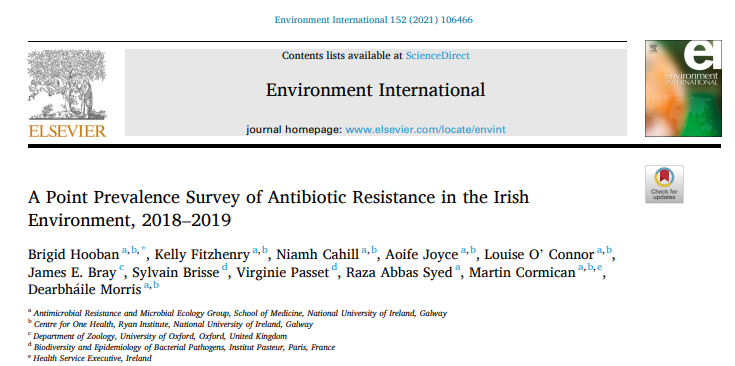 Environment International 152 (2021) 106466
Contents lists available at ScienceDirect
Environment International
journal homepage: www.elsevier.com/locate/envint
ELSEVIER
e
environment
INTERNATIONAL
Check for
updates
A Point Prevalence Survey of Antibiotic Resistance in the Irish
Environment, 2018–2019
Brigid Hooban a,b,*, Kelly Fitzhenry a,b, Niamh Cahill a,b, Aoife Joyce a,b, Louise O' Connor a,b,
James E. Bray c, Sylvain Brisse d, Virginie Passet d, Raza Abbas Syed a, Martin Cormican a,b,e,
Dearbháile Morris a,b
a Antimicrobial Resistance and Microbial Ecology Group, School of Medicine, National University of Ireland, Galway
b Centre for One Health, Ryan Institute, National University of Ireland, Galway
c Department of Zoology, University of Oxford, Oxford, United Kingdom
d Biodiversity and Epidemiology of Bacterial Pathogens, Institut Pasteur, Paris, France
e Health Service Executive, Ireland